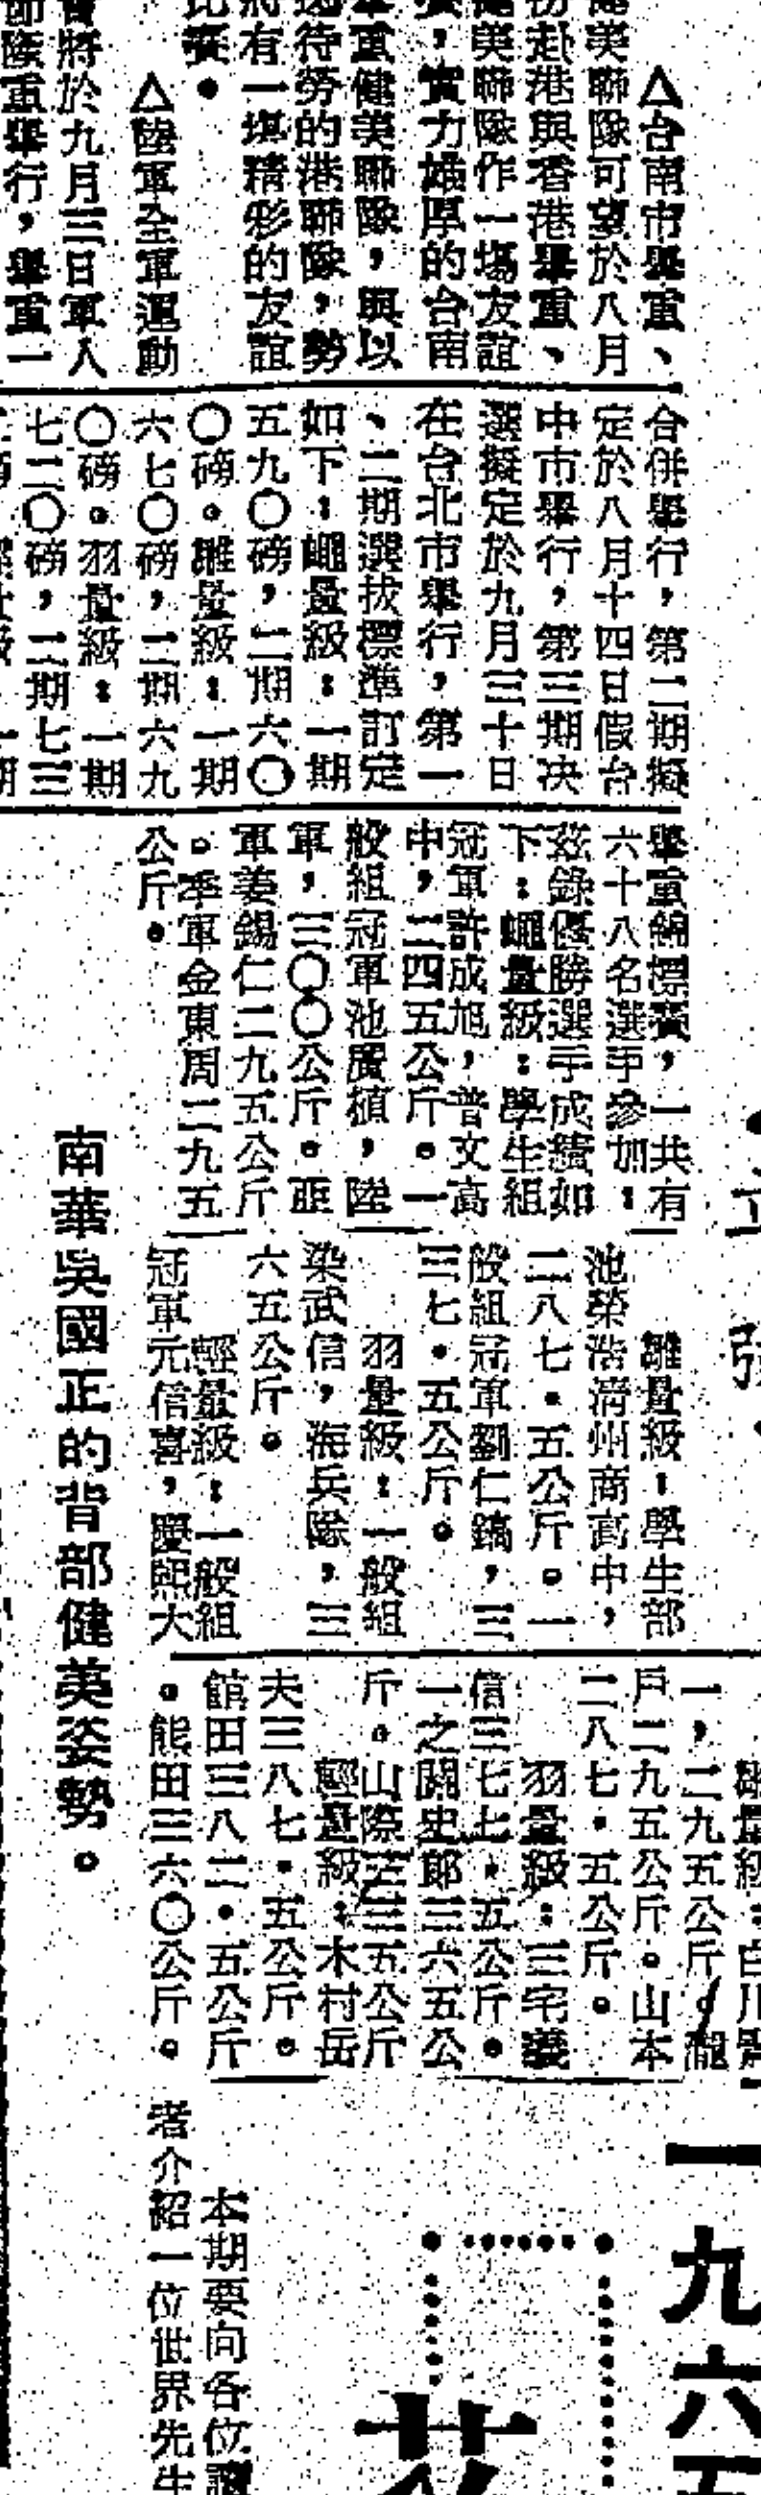 △台南市舉重、
健美聯隊可望於八月
份赴港與香港舉重、
健美聯隊作一場友誼
賽，實力雄厚的台南
舉重健美聯隊，與以
逸待勞的港聯隊，勢
將有一塲精彩的友誼
比賽。
△陸軍全軍運動
會將於九月三日軍人
節隆重舉行，舉重一
合併舉行，第二期擬
定於八月十四日假台
中市舉行，第三期決
選擬定於九月三十日
在台北市舉行，第一
、二期選拔標準訂定
如下：蠅量級：一期
五九〇磅，二期六〇
〇磅。雛量級：一期
六七〇磅，二期六九
〇磅。羽量級：一期
七二〇磅，二期七三
舉重錦標賽，一共有
六十八名選手參加：
茲錄優勝選手成績如
下：蠅量級：學生組
冠軍許成旭，普文高
中，二四五公斤。一
般組冠軍池廣植，陸
軍，三〇〇公斤。亞
軍姜錫仁二九五公斤
。季軍金東周二九五
公斤。
雛量級：學生部
池榮浩淸州商高中，
二八七．五公斤。一
般組冠軍劉仁鎬，三
三七．五公斤。
羽量級：一般組
梁武信，海兵隊，三
六五公斤。
輕量級：一般組
冠軍元信喜，慶熙大
南華吳國正的背部健美姿勢。
一，二九五公斤。瀧
戶二九五公斤。山本
二八七．五公斤。
羽量級：三宅義
信三七七．五公斤。
一之關史郎三六五公
斤。山際 三五公斤
輕量級：木村岳
夫三八七．五公斤。
館田三八二．五公斤
。熊田三六〇公斤。
一九六五
本期要向各位讀
者介紹一位世界先生